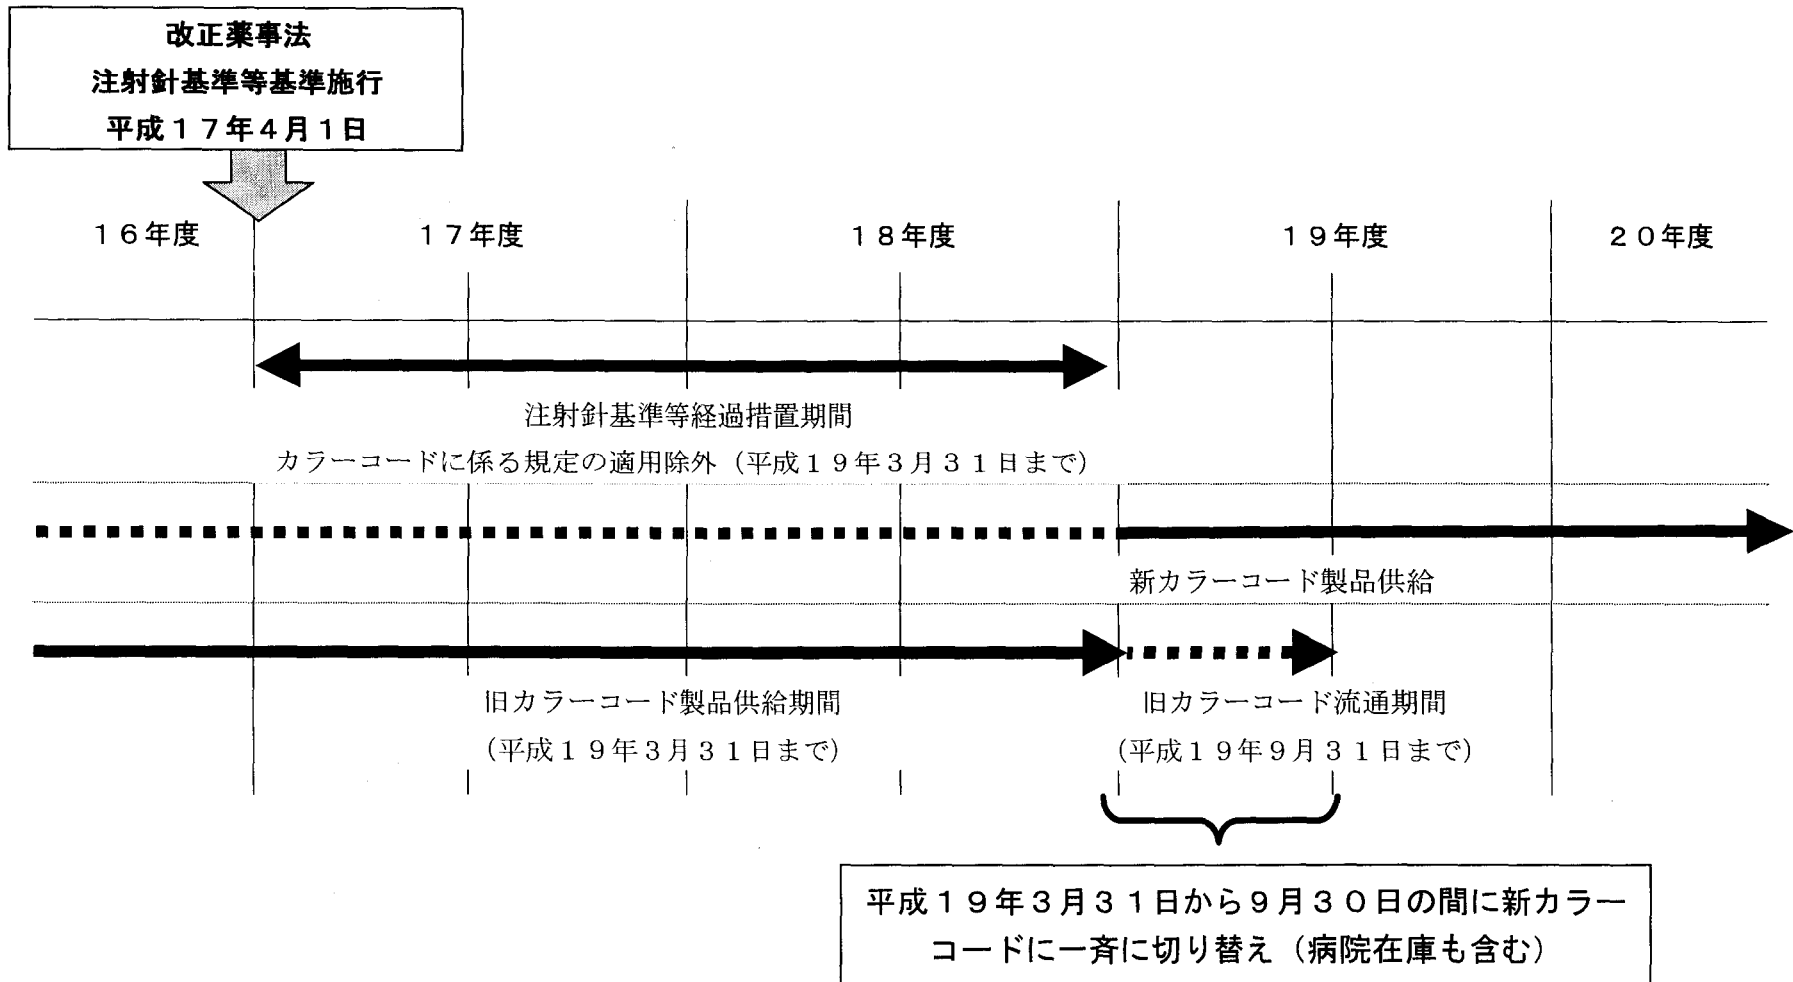 改正薬事法
注射針基準等基準施行
平成１７年４月１日
１６年度
１７年度
１８年度
１９年度
２０年度
注射針基準等経過措置期間
カラーコードに係る規定の適用除外（平成１９年３月３１日まで）
新カラーコード製品供給
旧カラーコード製品供給期間
（平成１９年３月３１日まで）
旧カラーコード流通期間
（平成１９年９月３１日まで）
平成１９年３月３１日から９月３０日の間に新カラー
コードに一斉に切り替え（病院在庫も含む）